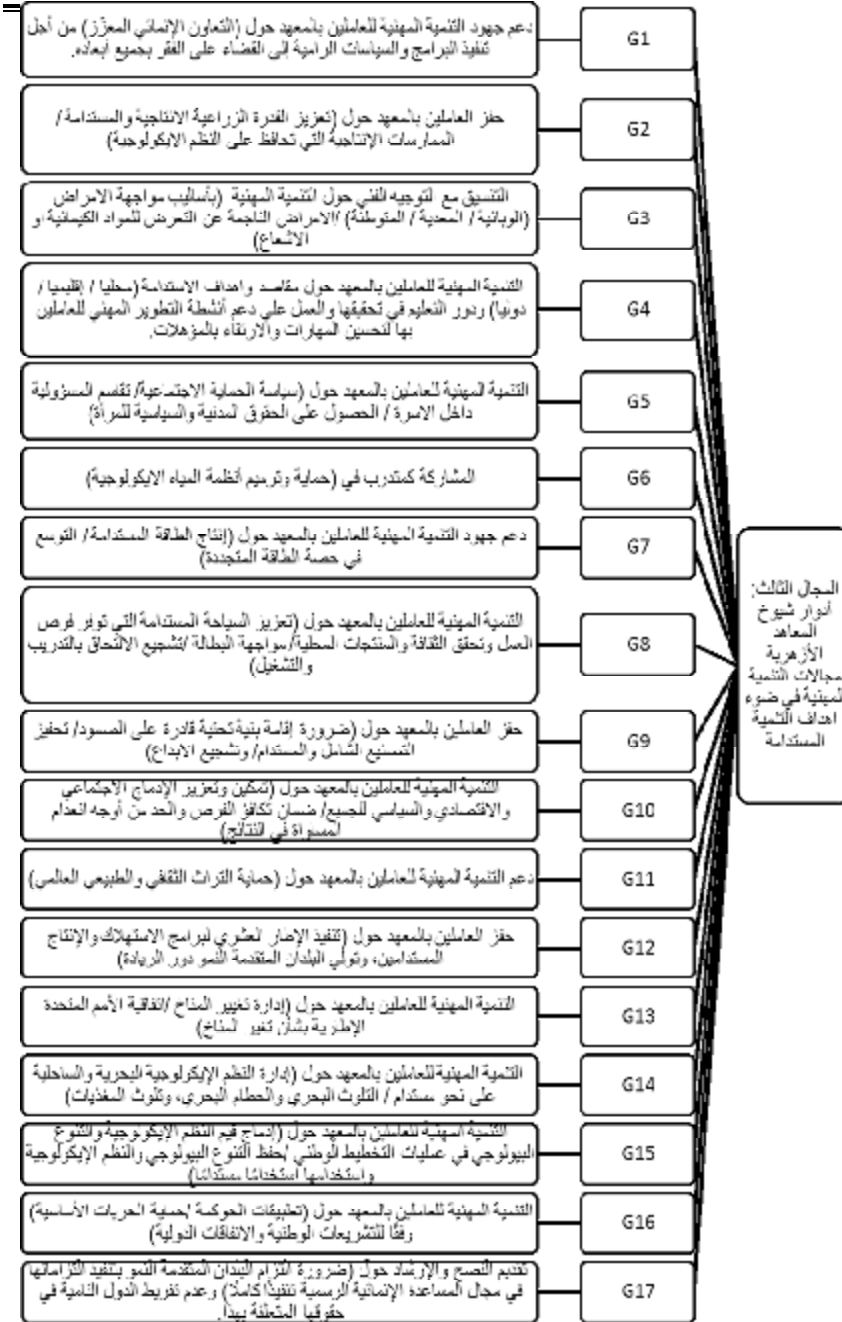 المجال الثالث:
أدوار شيوخ
المعاهد
الأزهرية
مجالات التنمية
المهنية في ضوء
اهداف التنمية
المستدامة
G1
دعم جهود التنمية المهنية للعاملين بالمعهد حول (التعاون الإنمائي المعزّز) من أجل
تنفيذ البرامج والسياسات الرامية إلى القضاء على الفقر بجميع أبعاده.
G2
حفز العاملين بالمعهد حول (تعزيز القدرة الزراعية الانتاجية والمستدامة /
الممارسات الإنتاجية التي تحافظ على النظم الايكولوجية)
G3
التنسيق مع التوجيه الفني حول التنمية المهنية (بأساليب مواجهة الامراض
(الوبائية / المعدية / المتوطنة) /الامراض الناجمة عن التعرض للمواد الكيمائية او
الاشعاع)
G4
التنمية المهنية للعاملين بالمعهد حول مقاصد واهداف الاستدامة (محليا / إقليميا /
دوليا) ودور التعليم في تحقيقها والعمل على دعم أنشطة التطوير المهني للعاملين
بها لتحسين المهارات والارتقاء بالمؤهلات.
G5
التنمية المهنية للعاملين بالمعهد حول (سياسة الحماية الاجتماعية/ تقاسم المسؤولية
داخل الاسرة / الحصول على الحقوق المدنية والسياسية للمرأة)
G6
المشاركة كمتدرب في (حماية وترميم أنظمة المياه الايكولوجية)
G7
دعم جهود التنمية المهنية للعاملين بالمعهد حول (إنتاج الطاقة المستدامة / التوسع
في حصة الطاقة المتجددة)
G8
التنمية المهنية للعاملين بالمعهد حول (تعزيز السياحة المستدامة التي توفر فرص
العمل وتحقق الثقافة والمنتجات المحلية/مواجهة البطالة /تشجيع الالتحاق بالتدريب
والتشغيل)
G9
حفز العاملين بالمعهد حول (ضرورة إقامة بنية تحتية قادرة على الصمود/ تحفيز
التصنيع الشامل والمستدام/ وتشجيع الابداع)
G10
التنمية المهنية للعاملين بالمعهد حول (تمكين وتعزيز الإدماج الاجتماعي
والاقتصادي والسياسي للجميع/ ضمان تكافؤ الفرص والحد من أوجه انعدام
المسواة في النتائج)
G11
دعم التنمية المهنية للعاملين بالمعهد حول (حماية التراث الثقافي والطبيعي العالمي)
G12
حفز العاملين بالمعهد حول (تنفيذ الإطار العشري لبرامج الاستهلاك والإنتاج
المستدامين، وتولي البلدان المتقدمة النمو دور الريادة)
G13
التنمية المهنية للعاملين بالمعهد حول (إدارة تغيير المناخ /اتفاقية الأمم المتحدة
الإطارية بشأن تغير المناخ)
G14
التنمية المهنية للعاملين بالمعهد حول (إدارة النظم الإيكولوجية البحرية والساحلية
على نحو مستدام / التلوث البحري والحطام البحري، وتلوث المغذيات)
G15
التنمية المهنية للعاملين بالمعهد حول (إدماج قيم النظم الإيكولوجية والتنوع
البيولوجي في عمليات التخطيط الوطني /حفظ التنوع البيولوجي والنظم الإيكولوجية
واستخدامها استخدامًا مستدامًا)
G16
التنمية المهنية للعاملين بالمعهد حول (تطبيقات الحوكمة /حماية الحريات الأساسية)
وفقًا للتشريعات الوطنية والاتفاقات الدولية)
G17
تقديم النصح والإرشاد حول (ضرورة التزام البلدان المتقدمة النمو بتنفيذ التزاماتها
في مجال المساعدة الإنمائية الرسمية تنفيذًا كاملًا) وعدم تفريط الدول النامية في
حقوقها المتعلقة بهذا.